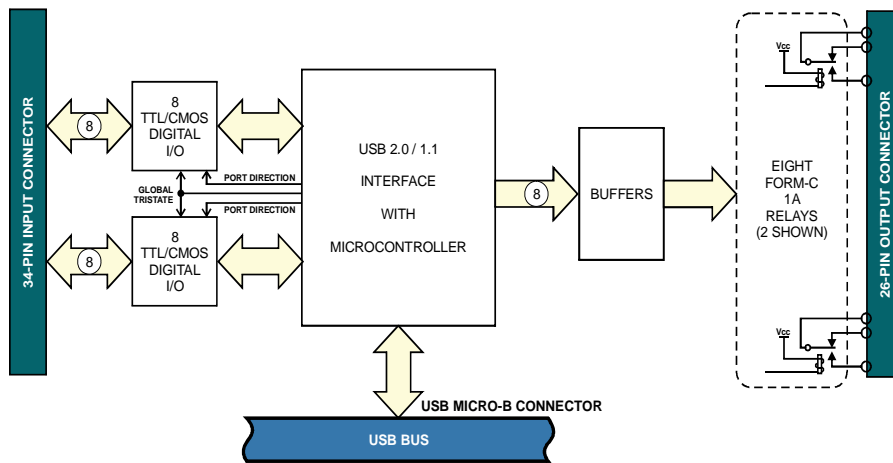 34-PIN INPUT CONNECTOR
8
8
TTL/CMOS
DIGITAL
I/O
PORT DIRECTION
GLOBAL
TRISTATE
PORT DIRECTION
8
8
TTL/CMOS
DIGITAL
I/O
USB 2.0 / 1.1
INTERFACE
WITH
MICROCONTROLLER
8
BUFFERS
Vcc
EIGHT
FORM-C
1A
RELAYS
(2 SHOWN)
Vcc
26-PIN OUTPUT CONNECTOR
USB MICRO-B CONNECTOR
USB BUS